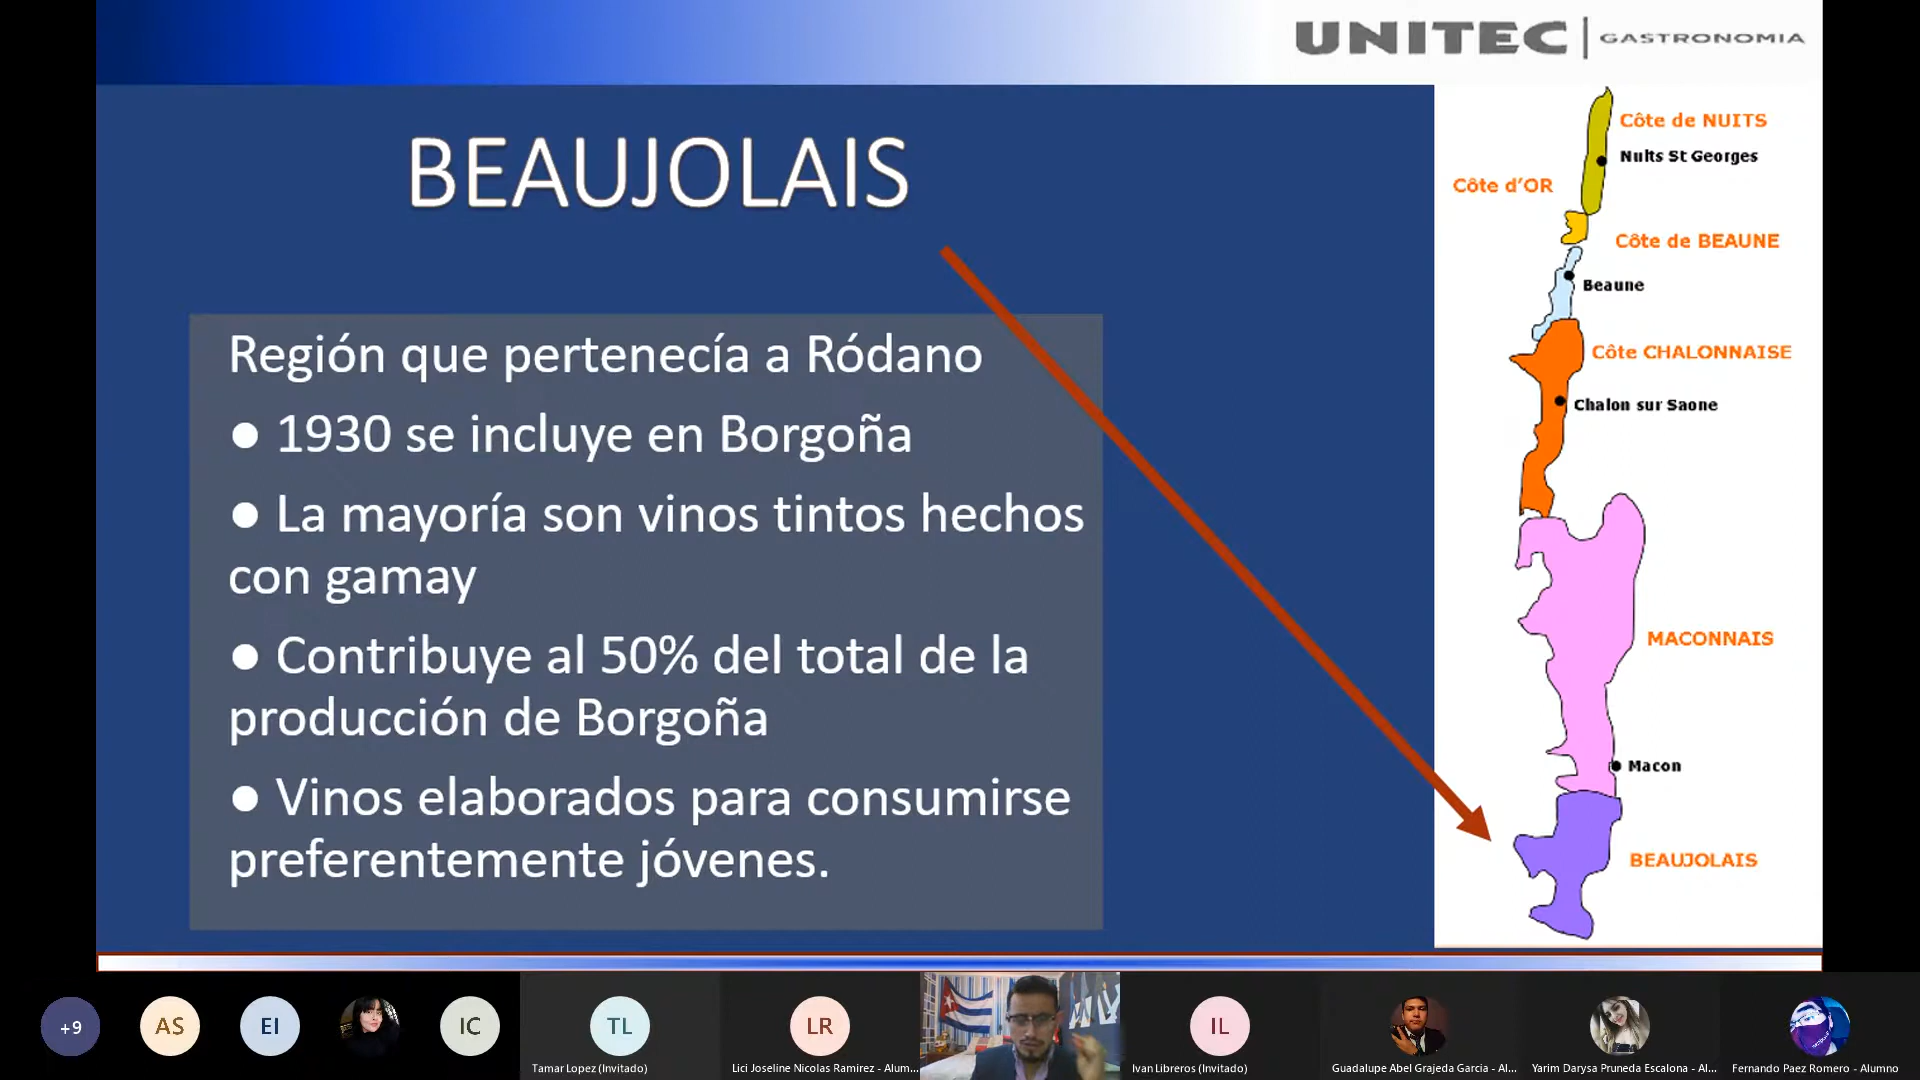 UNITEC | GASTRONOMIA
BEAUJOLAIS
Región que pertenecía a Ródano
● 1930 se incluye en Borgoña
● La mayoría son vinos tintos hechos
con gamay
● Contribuye al 50% del total de la
producción de Borgoña
● Vinos elaborados para consumirse
preferentemente jóvenes.
Côte de NUITS
Nuits St Georges
Côte d'OR
Côte de BEAUNE
Beaune
Côte CHALONNAISE
Chalon sur Saone
MACONNAIS
Macon
BEAUJOLAIS
+9
AS
EI
IC
TL
LR
IL
Tamar Lopez (Invitado)
Lici Joseline Nicolas Ramirez - Alum...
Ivan Libreros (Invitado)
Guadalupe Abel Grajeda Garcia - Al...
Yarim Darysa Pruneda Escalona - Al...
Fernando Paez Romero - Alumno